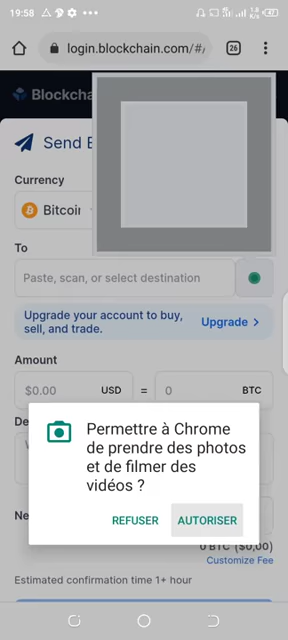 19:58
login.blockchain.com/#/
26
Blockcha
Send
Currency
Bitcoi
To
Paste, scan, or select destination
Upgrade your account to buy,
sell, and trade.
Upgrade >
Amount
$0.00 USD = 0 BTC
De
Permettre à Chrome
de prendre des photos
et de filmer des
vidéos ?
REFUSER AUTORISER
Ne
0 BTC ($0,00)
Customize Fee
Estimated confirmation time 1+ hour